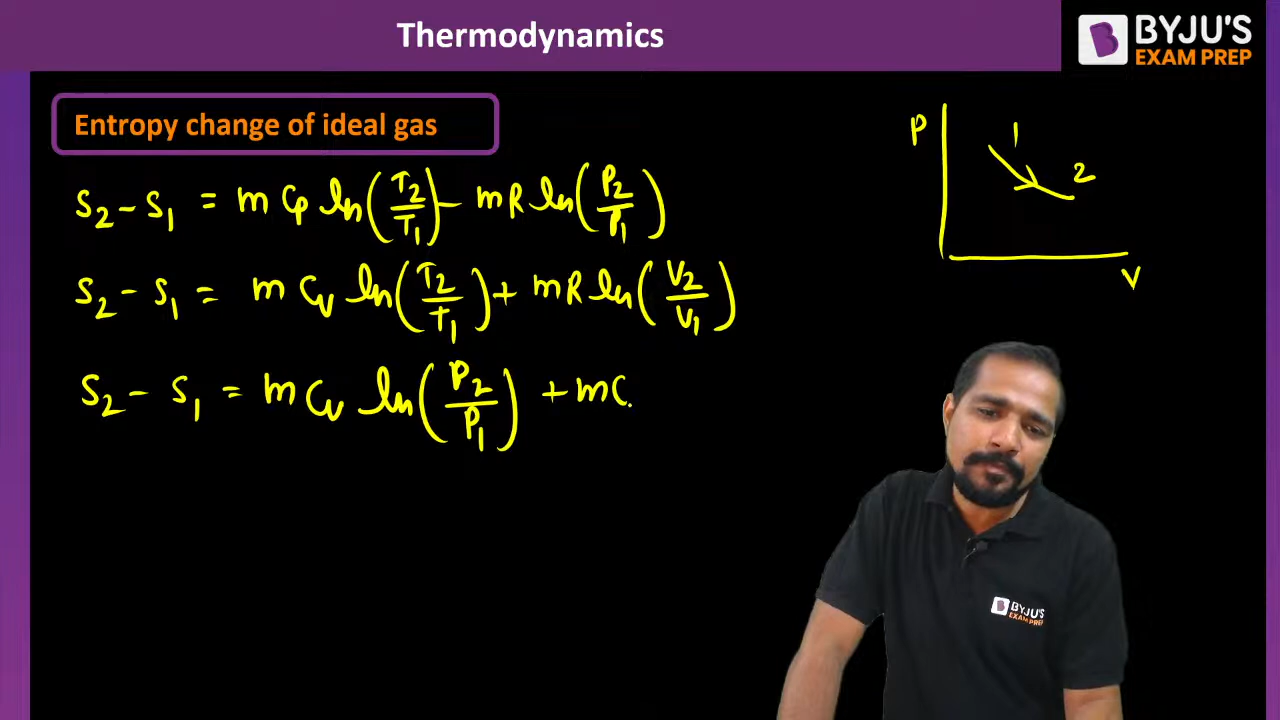 Thermodynamics
BYJU'S
EXAM PREP
Entropy change of ideal gas
S₂ - S₁ = m Cp ln(T₂/T₁) - mR ln(P₂/P₁)
S₂ - S₁ = m Cv ln(T₂/T₁) + mR ln(V₂/V₁)
S₂ - S₁ = m Cv ln(P₂/P₁) + mC
P
1
2
V
BYJU'S
EXAM PREP